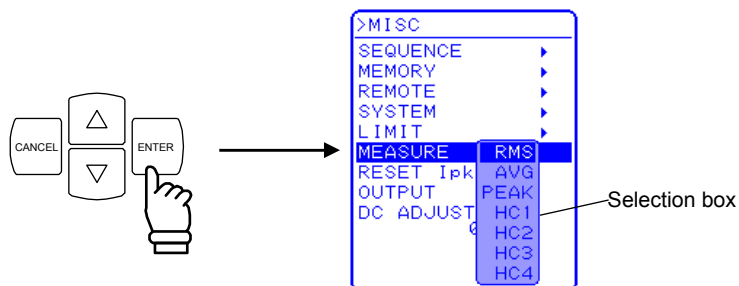 CANCEL
ENTER
>MISC
SEQUENCE
MEMORY
REMOTE
SYSTEM
LIMIT
MEASURE RMS
RESET Ipk AVG
OUTPUT PEAK
DC ADJUST HC1
HC2
HC3
HC4
Selection box